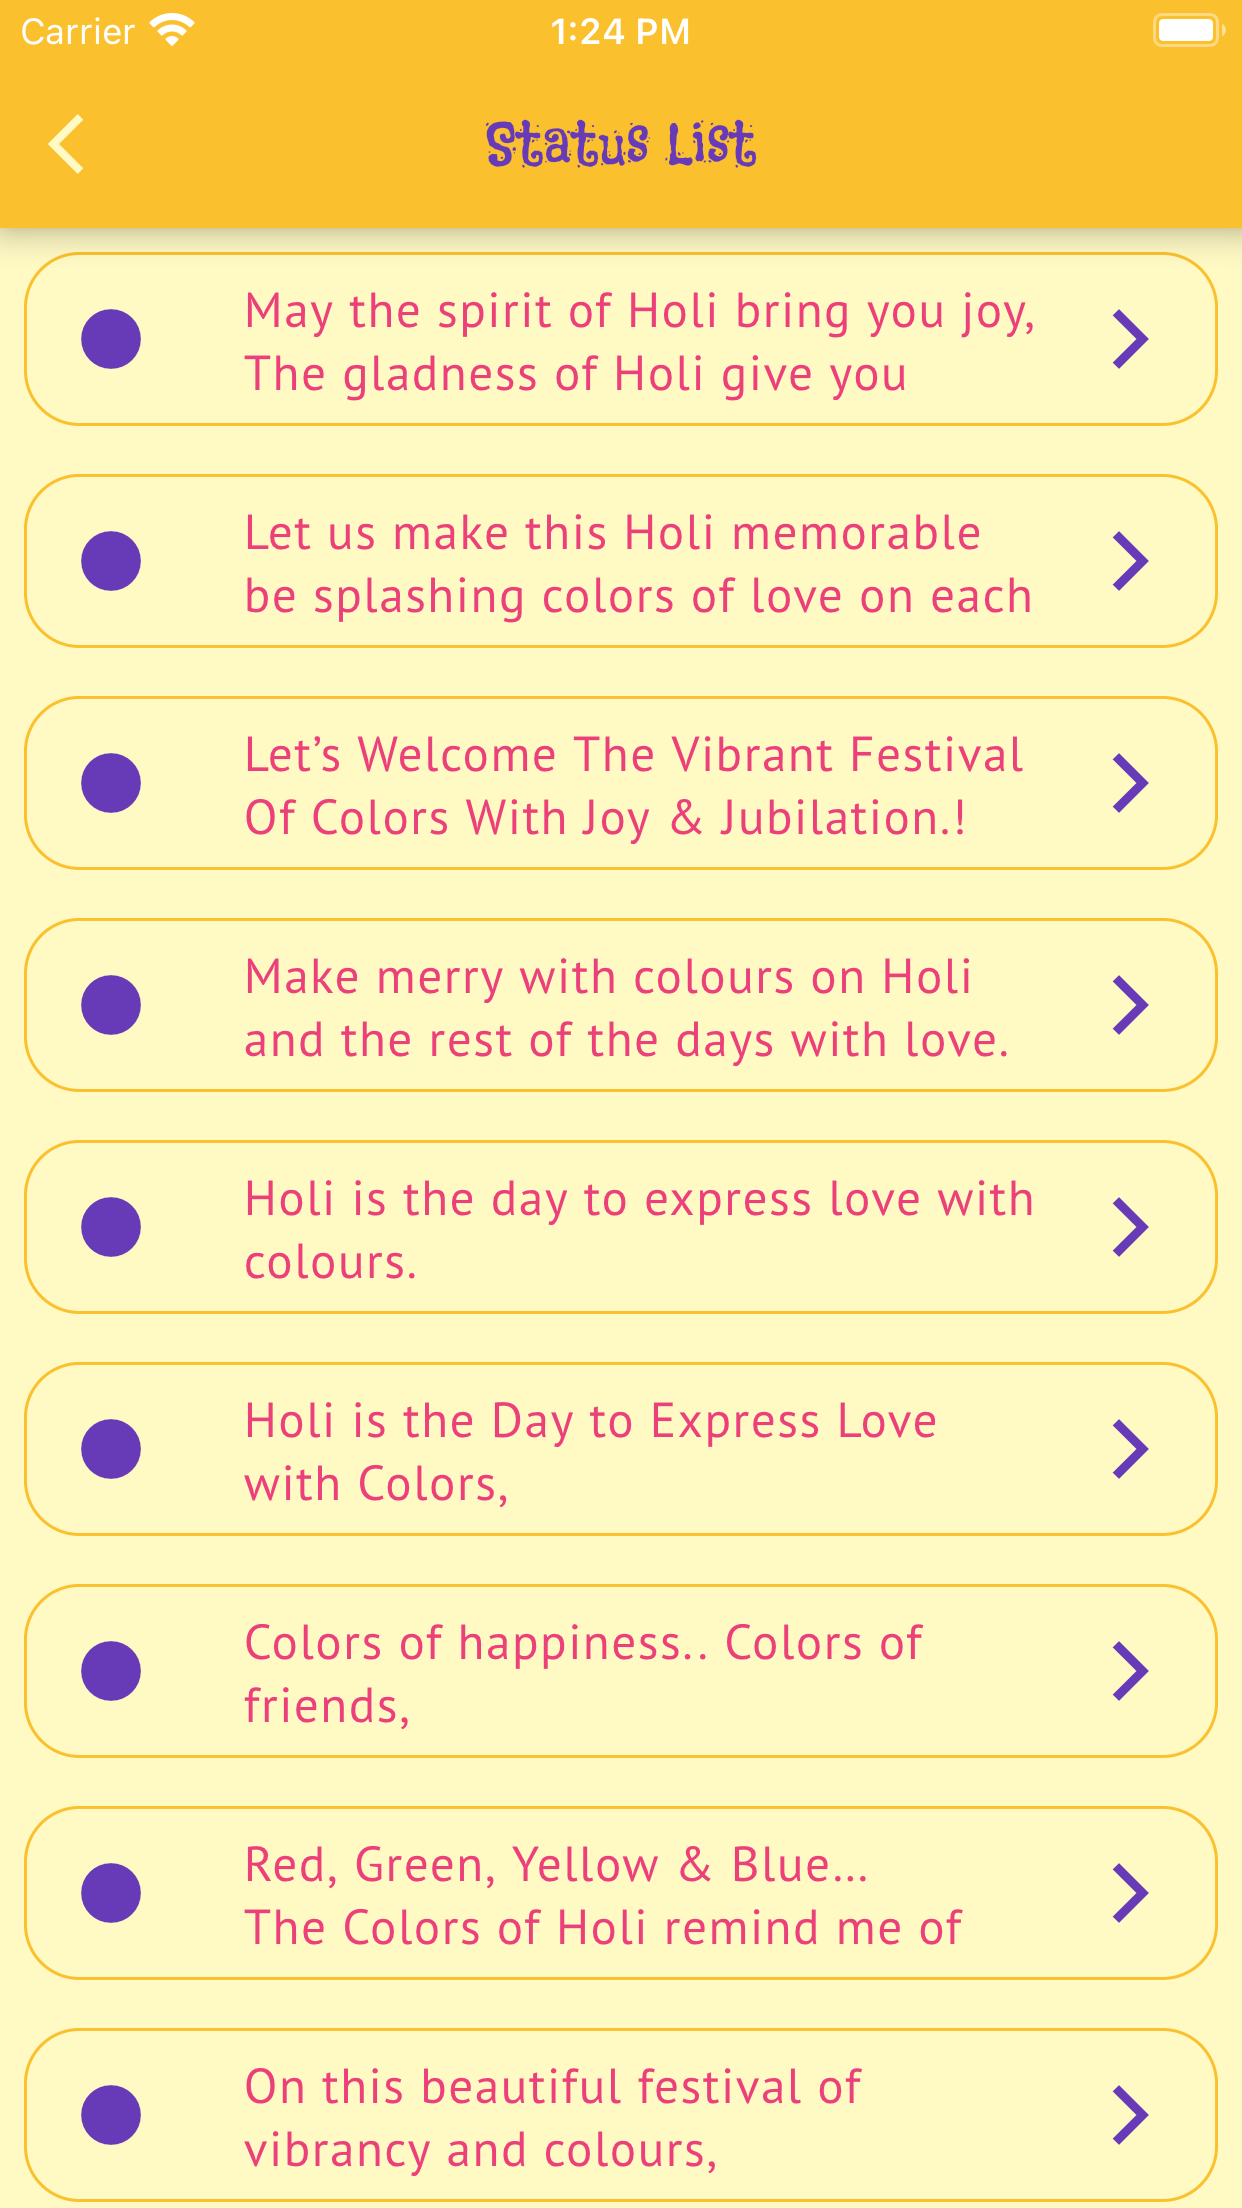 Carrier
1:24 PM
Status List
May the spirit of Holi bring you joy,
The gladness of Holi give you
Let us make this Holi memorable
be splashing colors of love on each
Let’s Welcome The Vibrant Festival
Of Colors With Joy & Jubilation.!
Make merry with colours on Holi
and the rest of the days with love.
Holi is the day to express love with
colours.
Holi is the Day to Express Love
with Colors,
Colors of happiness.. Colors of
friends,
Red, Green, Yellow & Blue…
The Colors of Holi remind me of
On this beautiful festival of
vibrancy and colours,